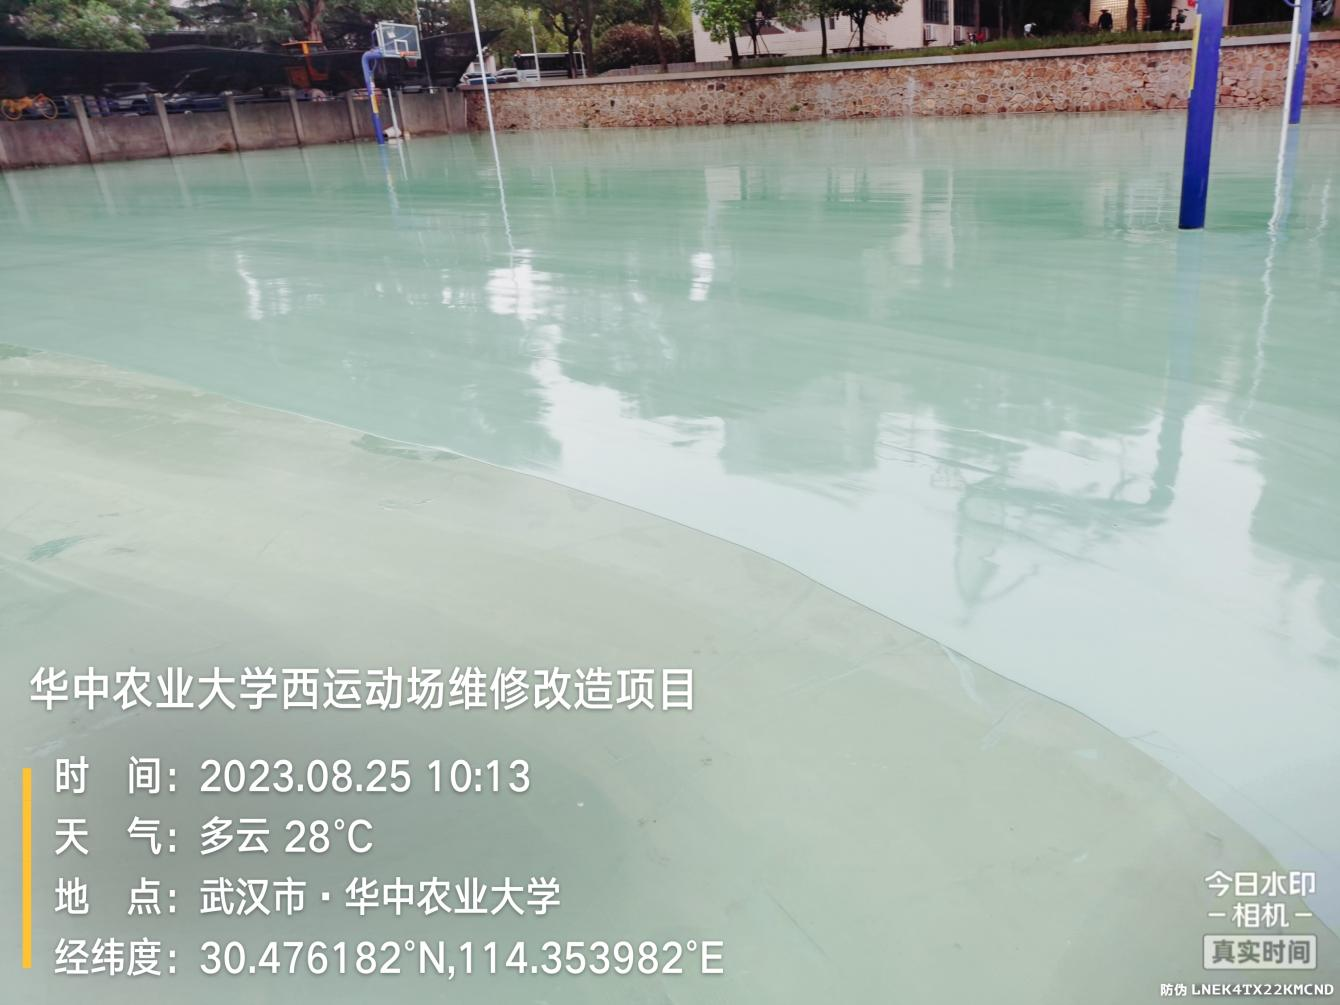 华中农业大学西运动场维修改造项目
时 间：2023.08.25 10:13
天 气：多云 28℃
地 点：武汉市·华中农业大学
经纬度：30.476182°N,114.353982°E
今日水印
-相机-
真实时间
防伪 LNEK4TX22KMCND